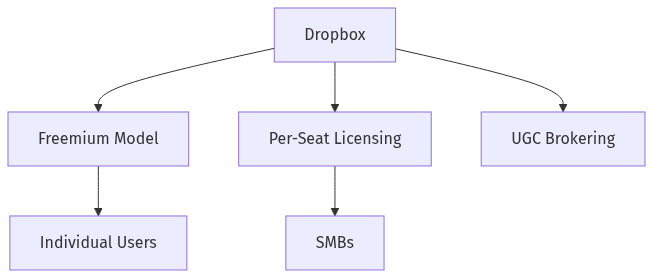 Dropbox
Freemium Model
Per-Seat Licensing
UGC Brokering
Individual Users
SMBs